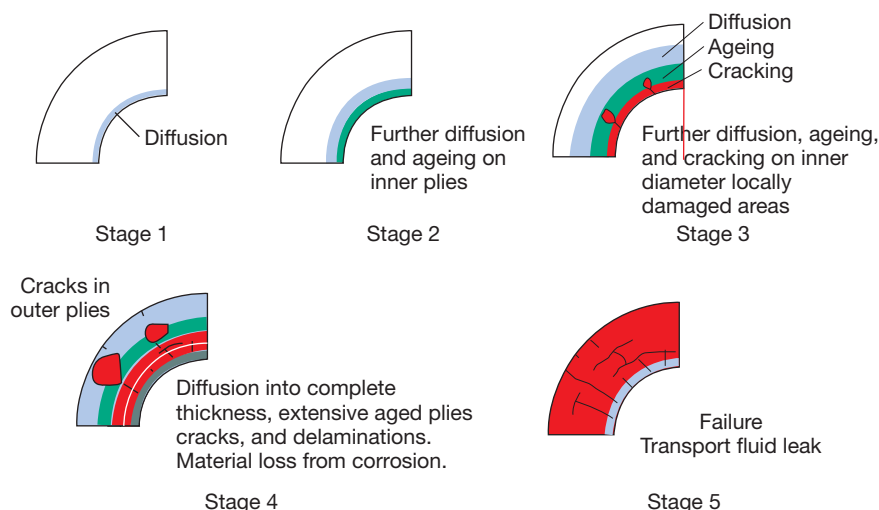 Diffusion
Stage 1
Further diffusion
and ageing on
inner plies
Stage 2
Diffusion
Ageing
Cracking
Further diffusion, ageing,
and cracking on inner
diameter locally
damaged areas
Stage 3
Cracks in
outer plies
Diffusion into complete
thickness, extensive aged plies
cracks, and delaminations.
Material loss from corrosion.
Stage 4
Failure
Transport fluid leak
Stage 5